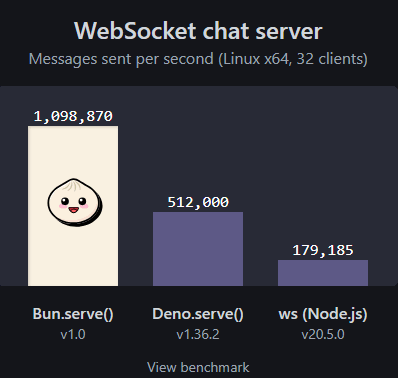 WebSocket chat server
Messages sent per second (Linux x64, 32 clients)
1,098,870
512,000
179,185
Bun.serve() Deno.serve() ws (Node.js)
v1.0 v1.36.2 v20.5.0
View benchmark